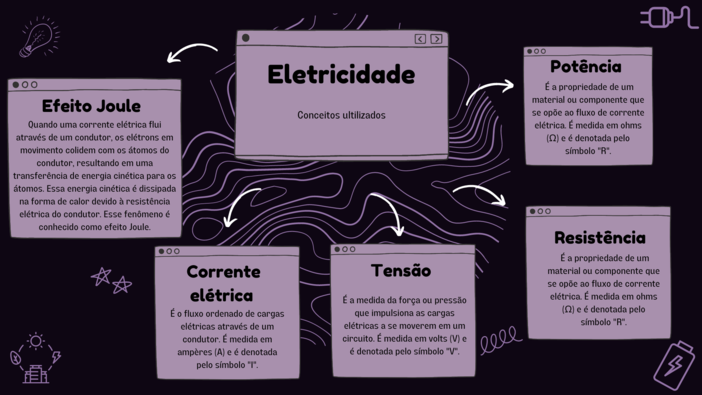 Eletricidade
Conceitos ultilizados
Efeito Joule
Quando uma corrente elétrica flui
através de um condutor, os elétrons em
movimento colidem com os átomos do
condutor, resultando em uma
transferência de energia cinética para os
átomos. Essa energia cinética é dissipada
na forma de calor devido à resistência
elétrica do condutor. Esse fenômeno é
conhecido como efeito Joule.
Potência
É a propriedade de um
material ou componente que
se opõe ao fluxo de corrente
elétrica. É medida em ohms
(Ω) e é denotada pelo
símbolo "R".
Corrente
elétrica
É o fluxo ordenado de cargas
elétricas através de um
condutor. É medida em
ampères (A) e é denotada
pelo símbolo "I".
Tensão
É a medida da força ou pressão
que impulsiona as cargas
elétricas a se moverem em um
circuito. É medida em volts (V) e
é denotada pelo símbolo "V".
Resistência
É a propriedade de um
material ou componente que
se opõe ao fluxo de corrente
elétrica. É medida em ohms
(Ω) e é denotada pelo
símbolo "R".